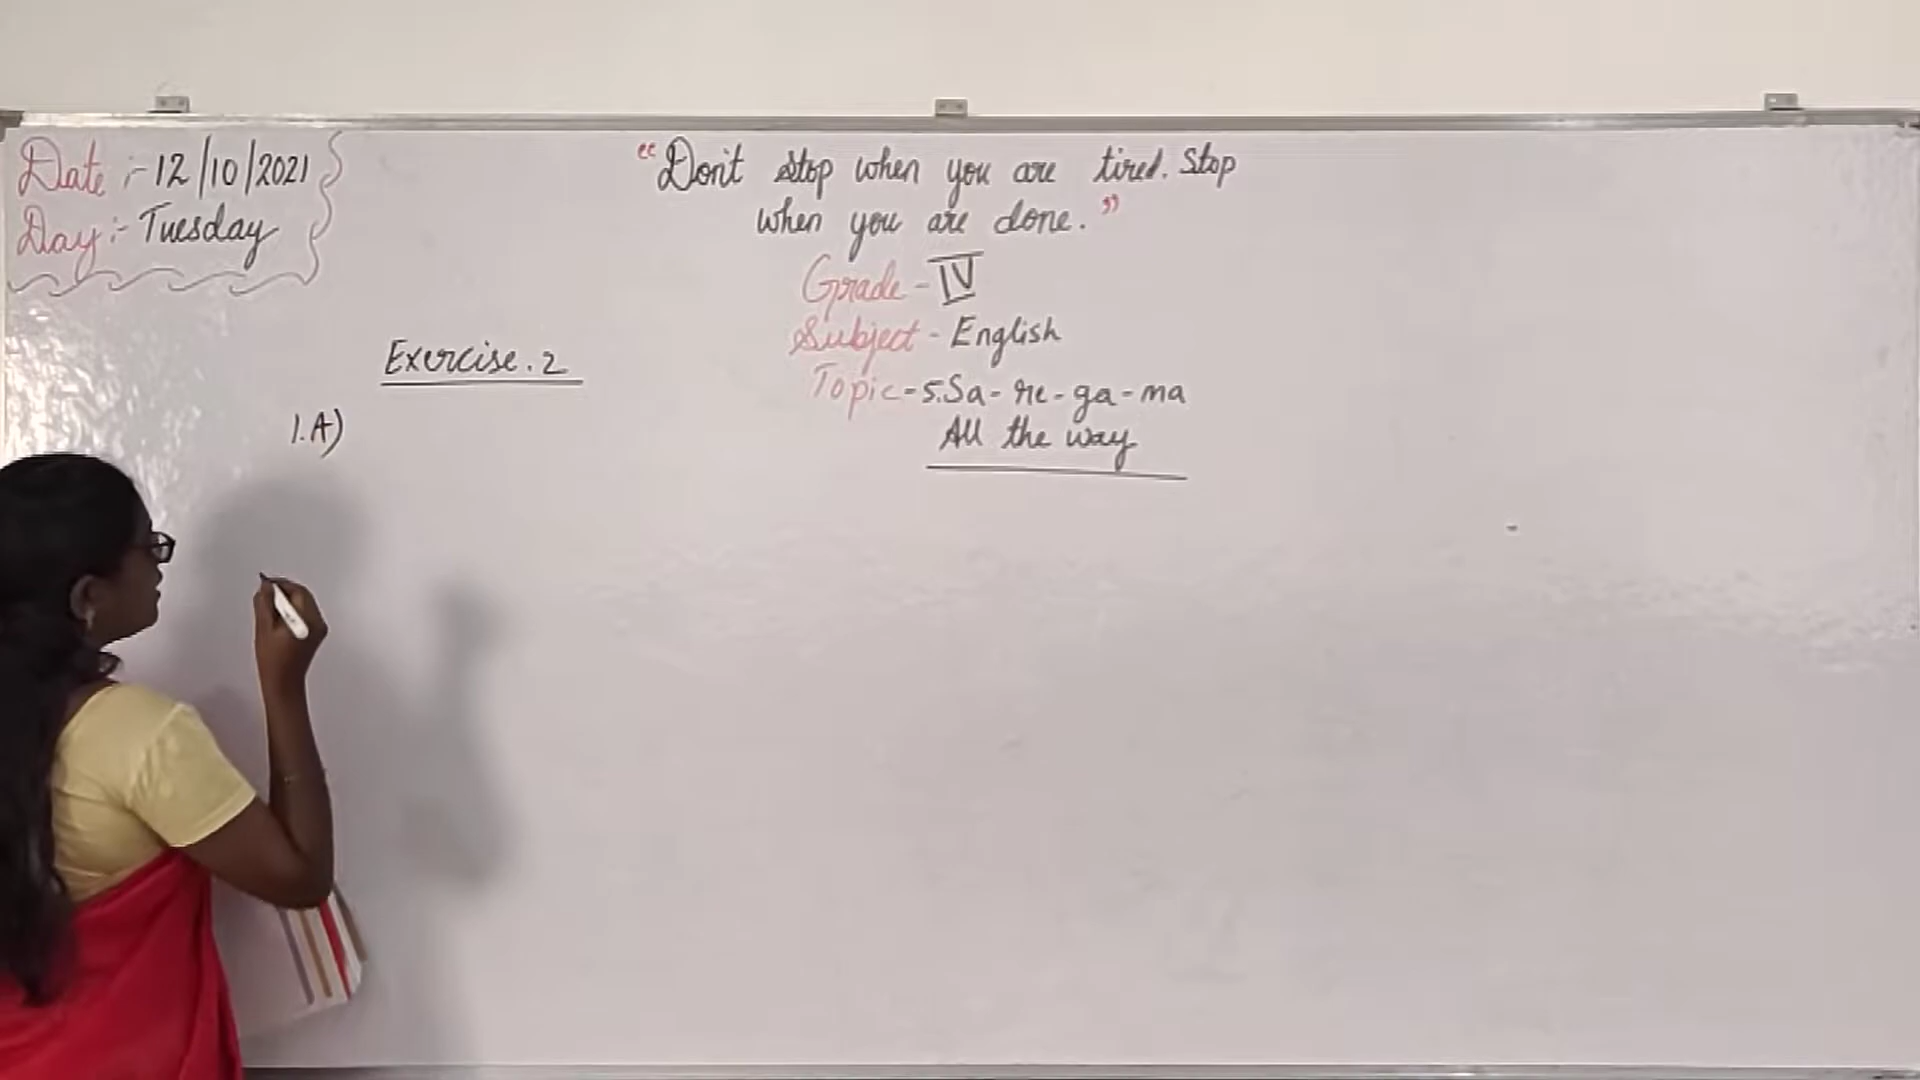 Date :- 12/10/2021
Day :- Tuesday
"Don't stop when you are tired. Stop
when you are done."
Grade - IV
Subject - English
Topic - 5. Sa - re - ga - ma
All the way
Exercise. 2
1. A)